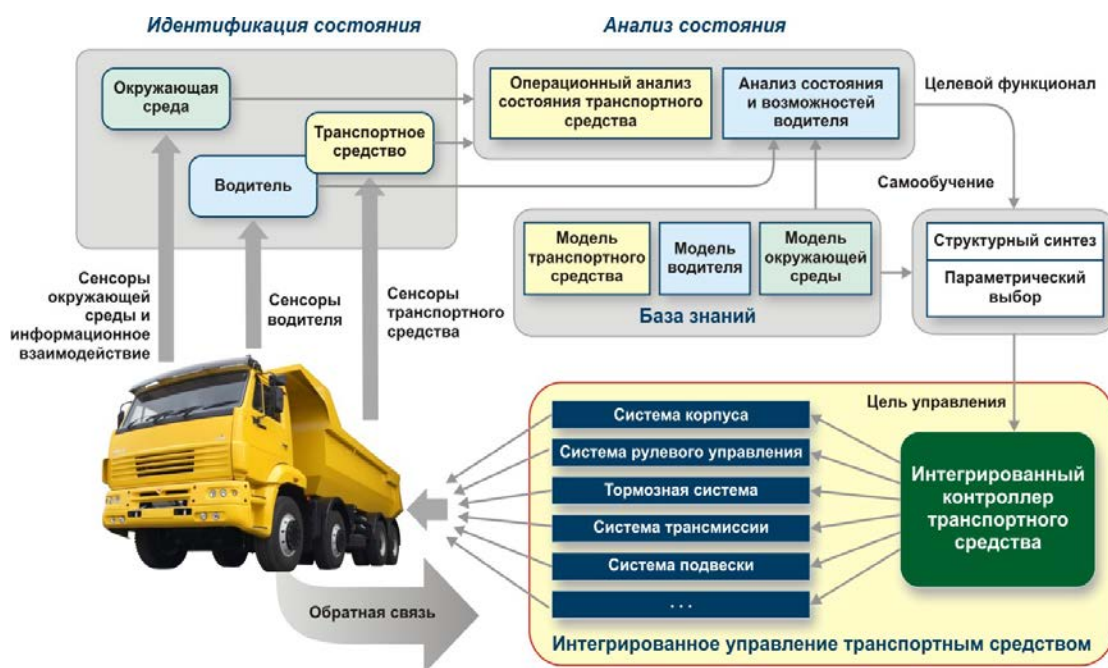 Идентификация состояния
Анализ состояния
Окружающая
среда
Транспортное
средство
Водитель
Операционный анализ
состояния транспортного
средства
Анализ состояния
и возможностей
водителя
Целевой функционал
Самообучение
Модель
транспортного
средства
Модель
водителя
Модель
окружающей
среды
База знаний
Структурный синтез
Параметрический
выбор
Сенсоры
окружающей
среды и
информационное
взаимодействие
Сенсоры
водителя
Сенсоры
транспортного
средства
Цель управления
Система корпуса
Система рулевого управления
Тормозная система
Система трансмиссии
Система подвески
. . .
Интегрированный
контроллер
транспортного
средства
Обратная связь
Интегрированное управление транспортным средством